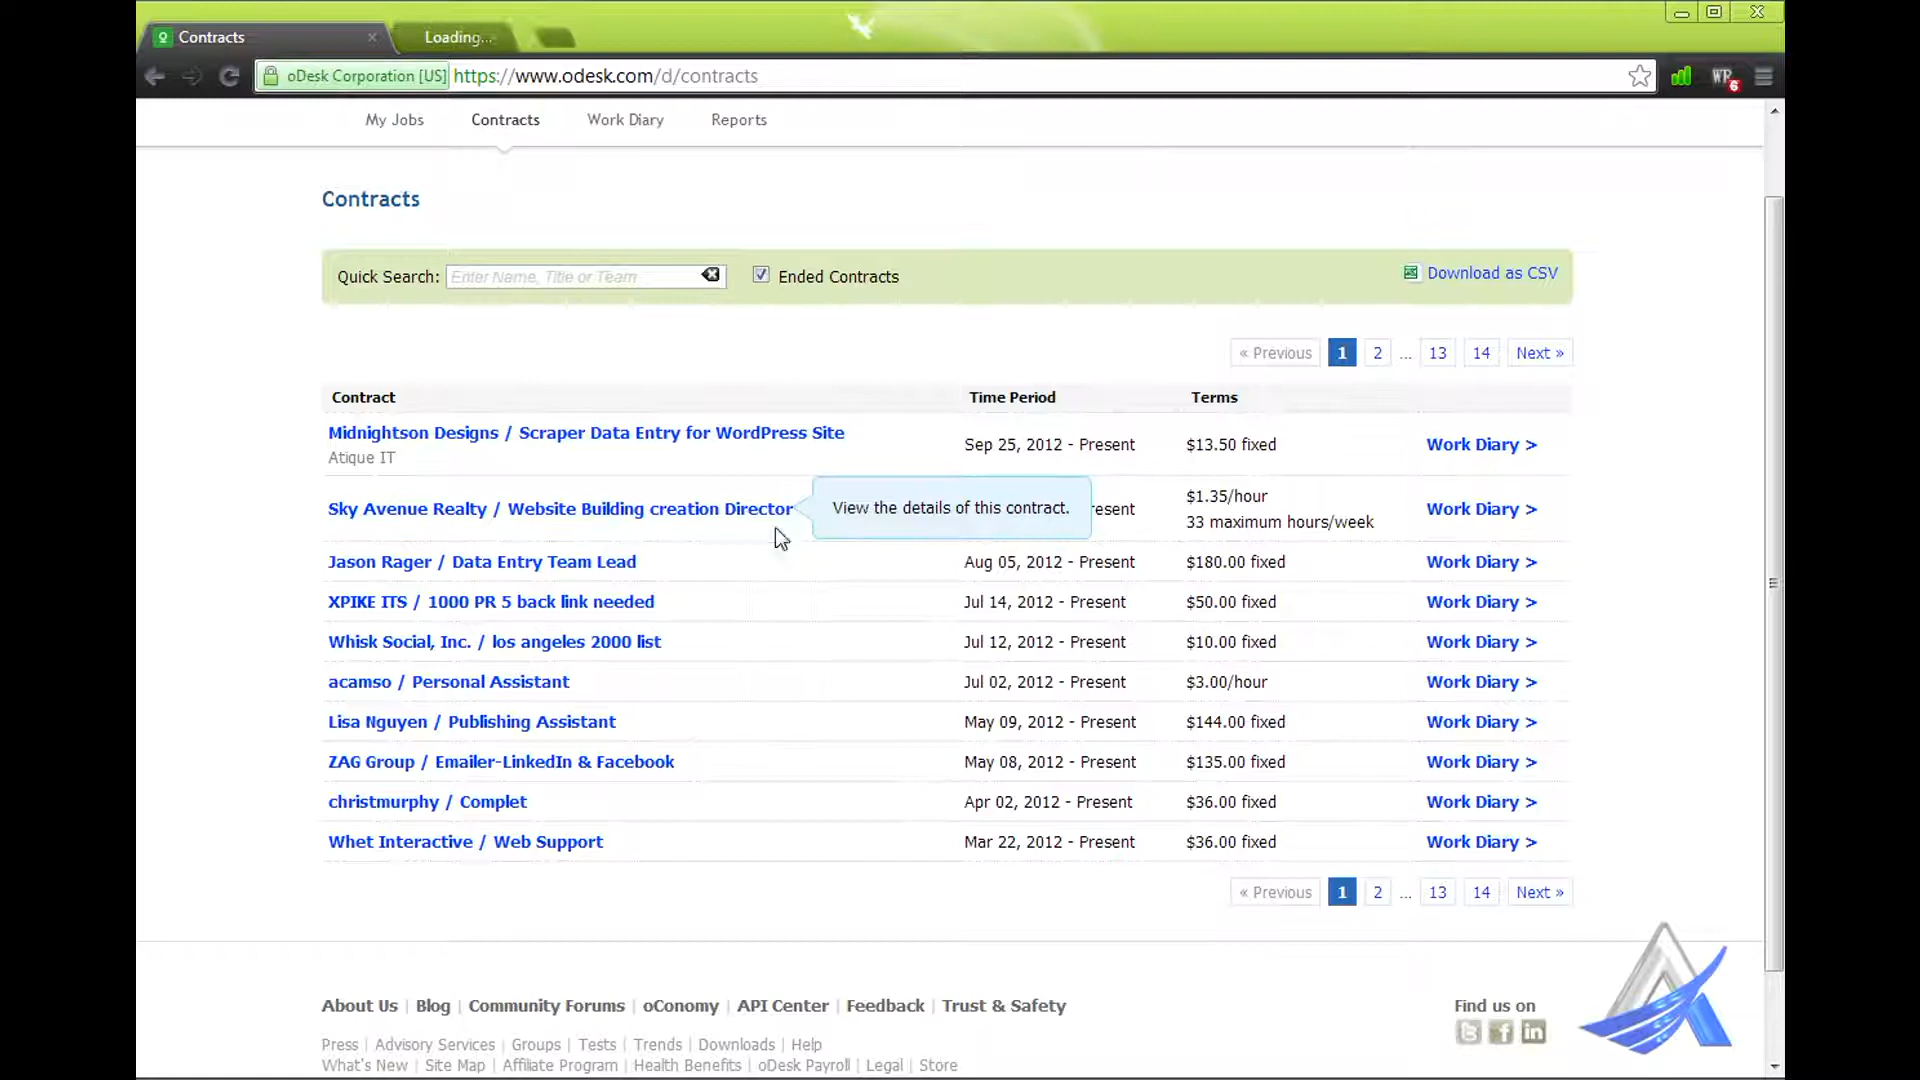 Contracts
Loading...
oDesk Corporation [US] https://www.odesk.com/d/contracts
WR 6
My Jobs Contracts Work Diary Reports
Contracts
Quick Search: Enter Name, Title or Team Ended Contracts Download as CSV
« Previous 1 2 ... 13 14 Next »
Contract Time Period Terms
Midnightson Designs / Scraper Data Entry for WordPress Site
Atique IT
Sep 25, 2012 - Present $13.50 fixed Work Diary >
Sky Avenue Realty / Website Building creation Director View the details of this contract. resent
$1.35/hour
33 maximum hours/week
Work Diary >
Jason Rager / Data Entry Team Lead Aug 05, 2012 - Present $180.00 fixed Work Diary >
XPIKE ITS / 1000 PR 5 back link needed Jul 14, 2012 - Present $50.00 fixed Work Diary >
Whisk Social, Inc. / los angeles 2000 list Jul 12, 2012 - Present $10.00 fixed Work Diary >
acamso / Personal Assistant Jul 02, 2012 - Present $3.00/hour Work Diary >
Lisa Nguyen / Publishing Assistant May 09, 2012 - Present $144.00 fixed Work Diary >
ZAG Group / Emailer-LinkedIn & Facebook May 08, 2012 - Present $135.00 fixed Work Diary >
christmurphy / Complet Apr 02, 2012 - Present $36.00 fixed Work Diary >
Whet Interactive / Web Support Mar 22, 2012 - Present $36.00 fixed Work Diary >
« Previous 1 2 ... 13 14 Next »
About Us | Blog | Community Forums | oConomy | API Center | Feedback | Trust & Safety
Find us on
Press | Advisory Services | Groups | Tests | Trends | Downloads | Help
What's New | Site Map | Affiliate Program | Health Benefits | oDesk Payroll | Legal | Store